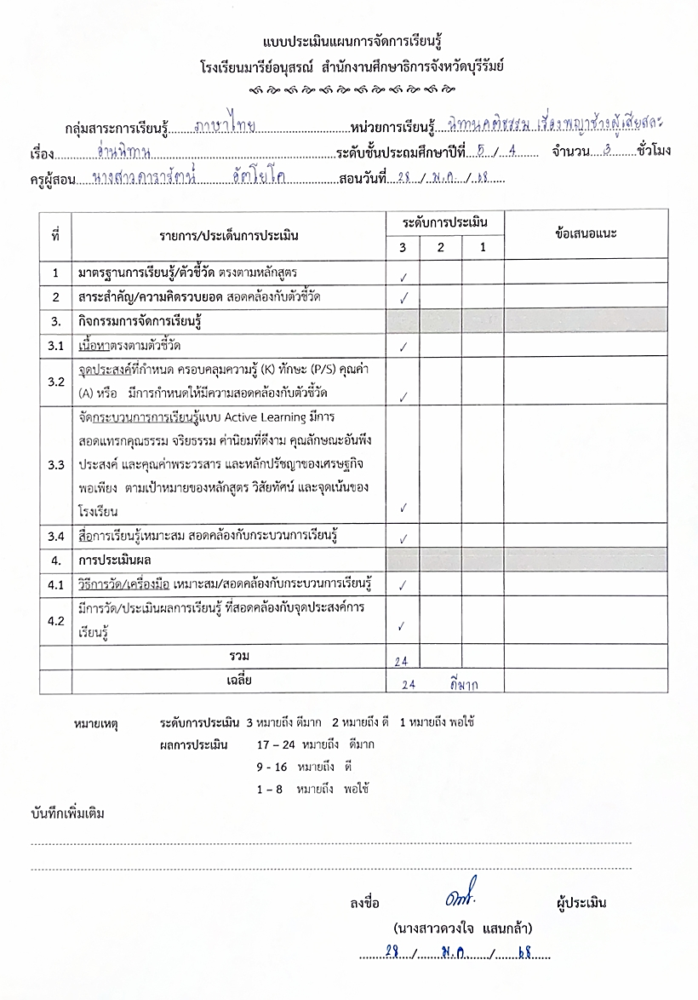 แบบประเมินแผนการจัดการเรียนรู้
โรงเรียนมารีย์อนุสรณ์ สำนักงานศึกษาธิการจังหวัดบุรีรัมย์
กลุ่มสาระการเรียนรู้.....ภาษาไทย.....หน่วยการเรียนรู้...นิทานคติธรรม เรื่องพญาช้างผู้เสียสละ
เรื่อง.....อ่านนิทาน.....ระดับชั้นประถมศึกษาปีที่...5.../...4... จำนวน...3...ชั่วโมง
ครูผู้สอน...นางสาวดารารัตน์ อัตโยโค...สอนวันที่...28.../...ม.ค..../...68...
ที่ รายการ/ประเด็นการประเมิน ระดับการประเมิน ข้อเสนอแนะ
3 2 1
1 มาตรฐานการเรียนรู้/ตัวชี้วัด ตรงตามหลักสูตร ✓
2 สาระสำคัญ/ความคิดรวบยอด สอดคล้องกับตัวชี้วัด ✓
3. กิจกรรมการจัดการเรียนรู้
3.1 เนื้อหาตรงตามตัวชี้วัด ✓
3.2 จุดประสงค์ที่กำหนด ครอบคลุมความรู้ (K) ทักษะ (P/S) คุณค่า
(A) หรือ มีการกำหนดให้มีความสอดคล้องกับตัวชี้วัด ✓
3.3 จัดกระบวนการการเรียนรู้แบบ Active Learning มีการ
สอดแทรกคุณธรรม จริยธรรม ค่านิยมที่ดีงาม คุณลักษณะอันพึง
ประสงค์ และคุณค่าพระวรสาร และหลักปรัชญาของเศรษฐกิจ
พอเพียง ตามเป้าหมายของหลักสูตร วิสัยทัศน์ และจุดเน้นของ
โรงเรียน ✓
3.4 สื่อการเรียนรู้เหมาะสม สอดคล้องกับกระบวนการเรียนรู้ ✓
4. การประเมินผล
4.1 วิธีการวัด/เครื่องมือ เหมาะสม/สอดคล้องกับกระบวนการเรียนรู้ ✓
4.2 มีการวัด/ประเมินผลการเรียนรู้ ที่สอดคล้องกับจุดประสงค์การ
เรียนรู้ ✓
รวม 24
เฉลี่ย 24 ดีมาก
หมายเหตุ ระดับการประเมิน 3 หมายถึง ดีมาก 2 หมายถึง ดี 1 หมายถึง พอใช้
ผลการประเมิน 17 – 24 หมายถึง ดีมาก
9 - 16 หมายถึง ดี
1 – 8 หมายถึง พอใช้
บันทึกเพิ่มเติม
ลงชื่อ ผู้ประเมิน
(นางสาวดวงใจ แสนกล้า)
...28.../...ม.ค..../...68...